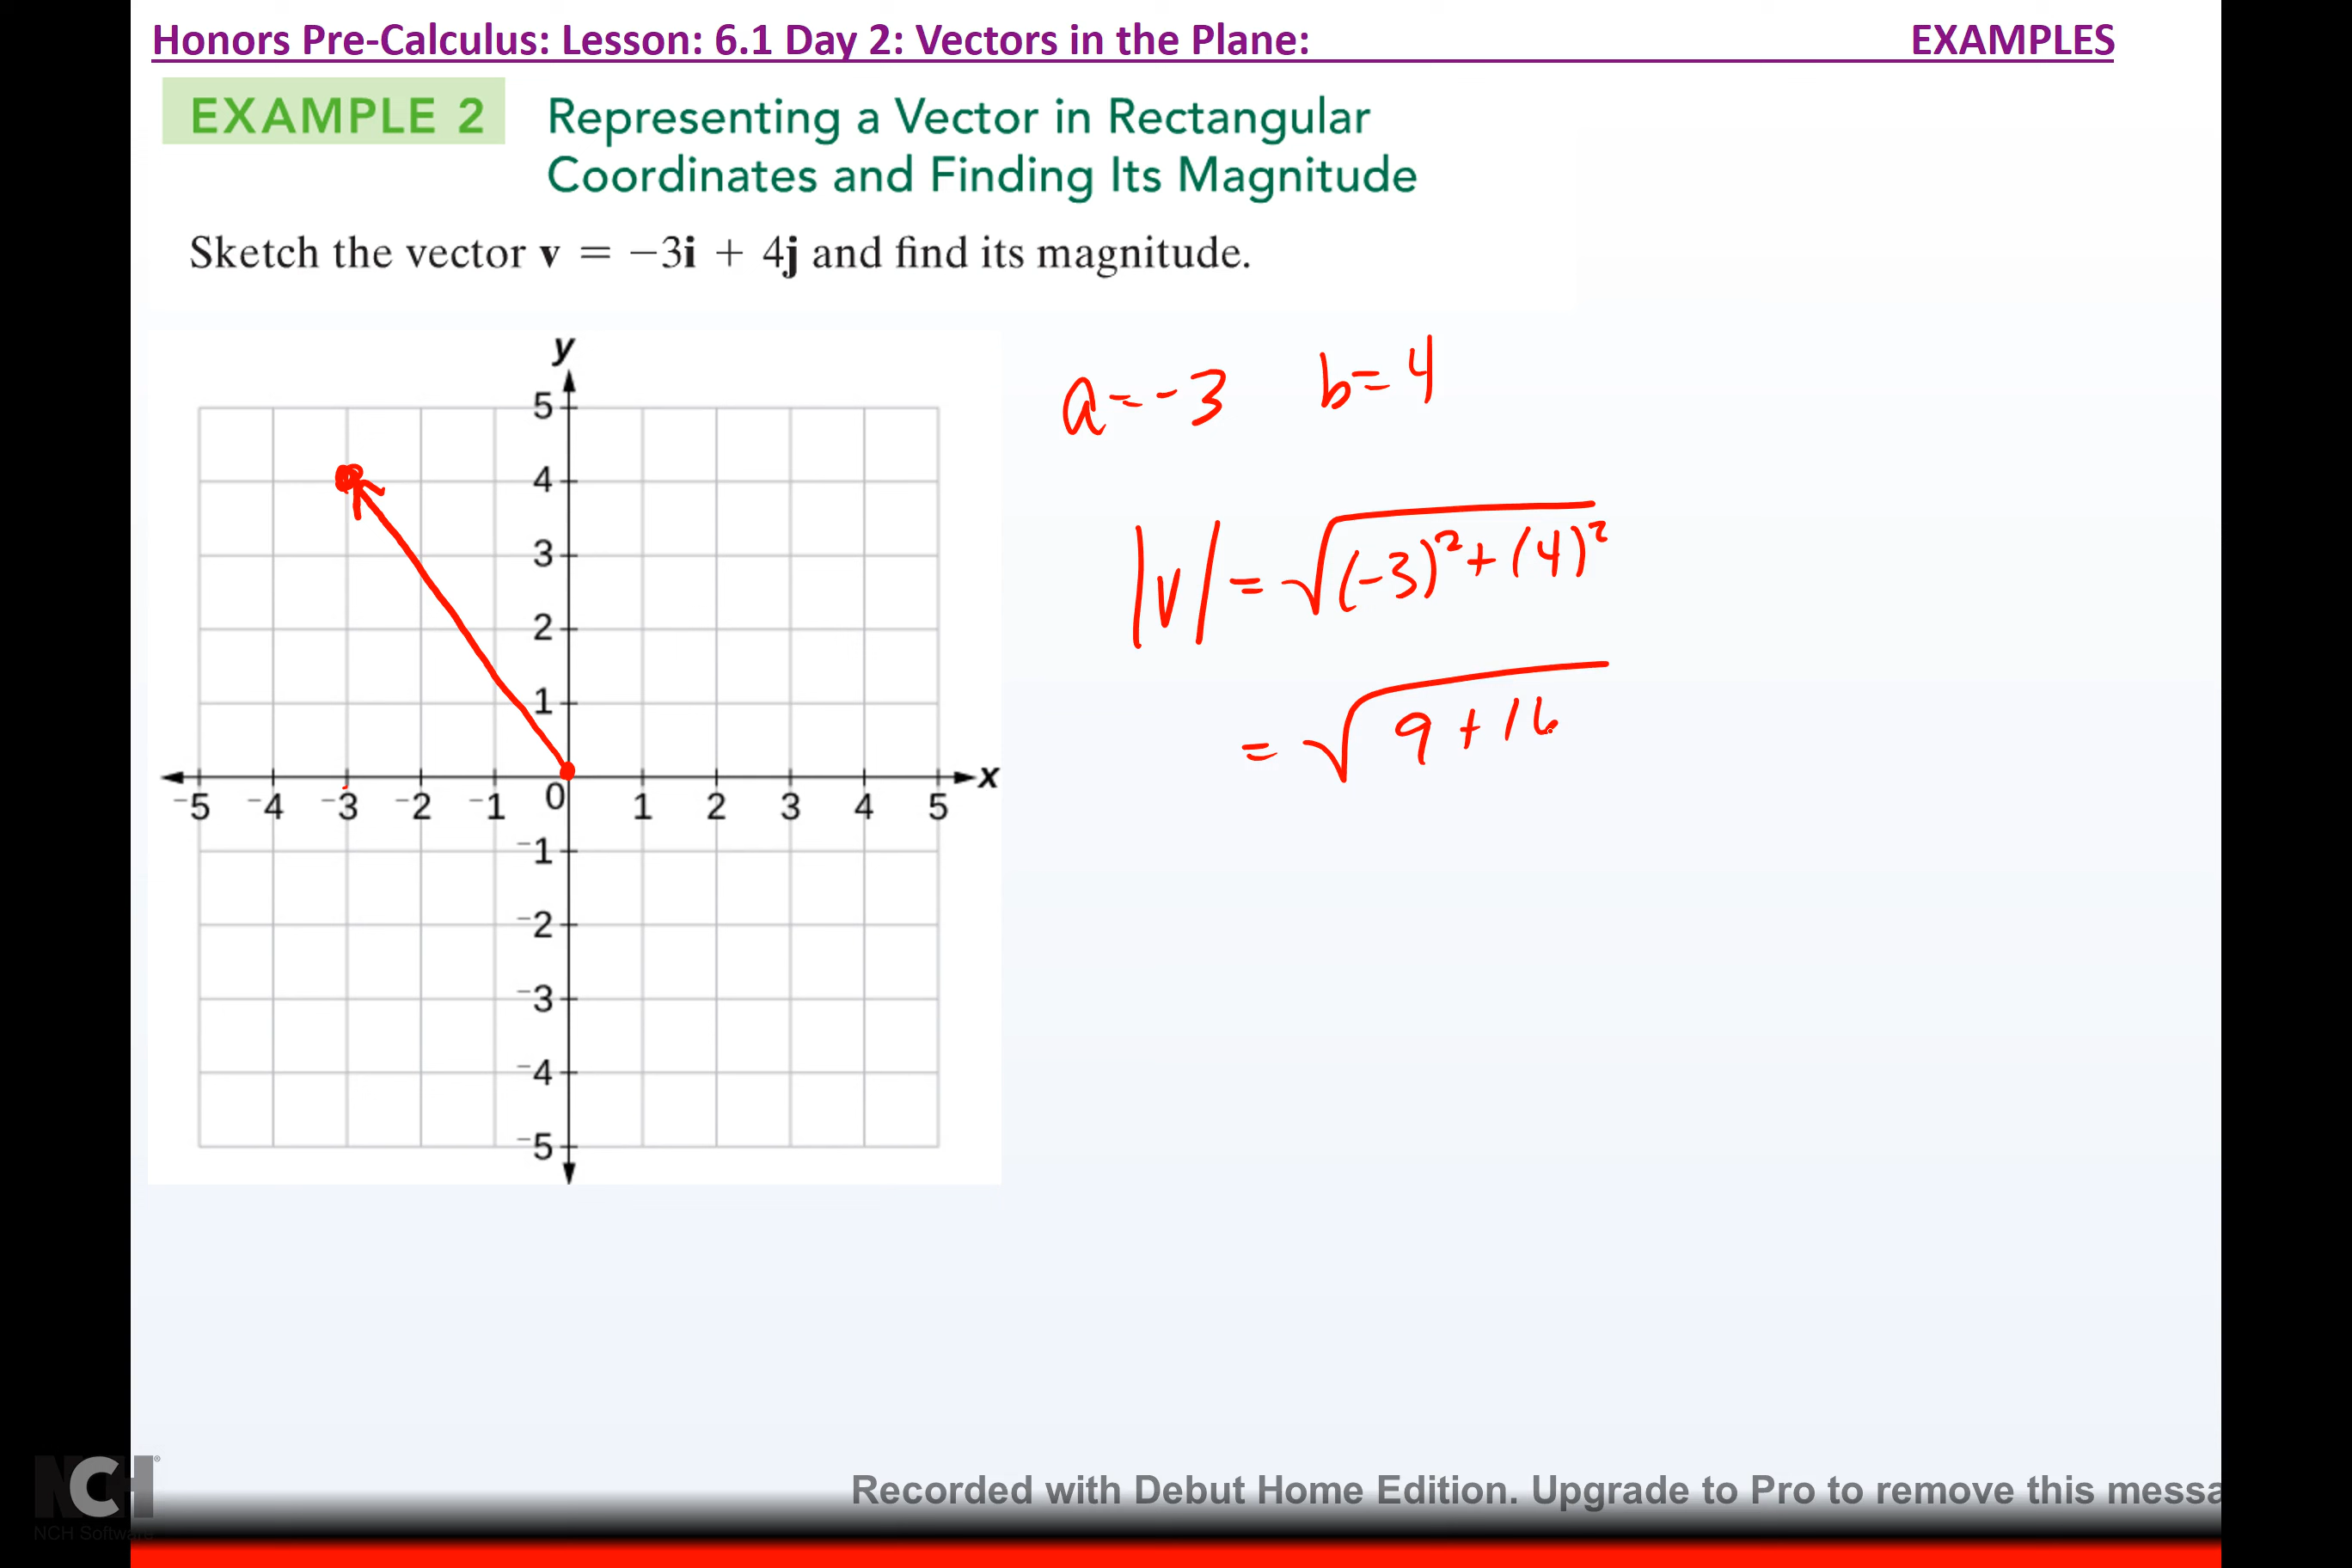 Honors Pre-Calculus: Lesson: 6.1 Day 2: Vectors in the Plane: EXAMPLES
EXAMPLE 2 Representing a Vector in Rectangular
Coordinates and Finding Its Magnitude
Sketch the vector v = −3i + 4j and find its magnitude.
y
5
4
3
2
1
x
-5 -4 -3 -2 -1 0 1 2 3 4 5
-1
-2
-3
-4
-5
a = -3 b = 4
|v| = √(-3)² + (4)²
= √9 + 16
NCH®
NCH Software
Recorded with Debut Home Edition. Upgrade to Pro to remove this messa